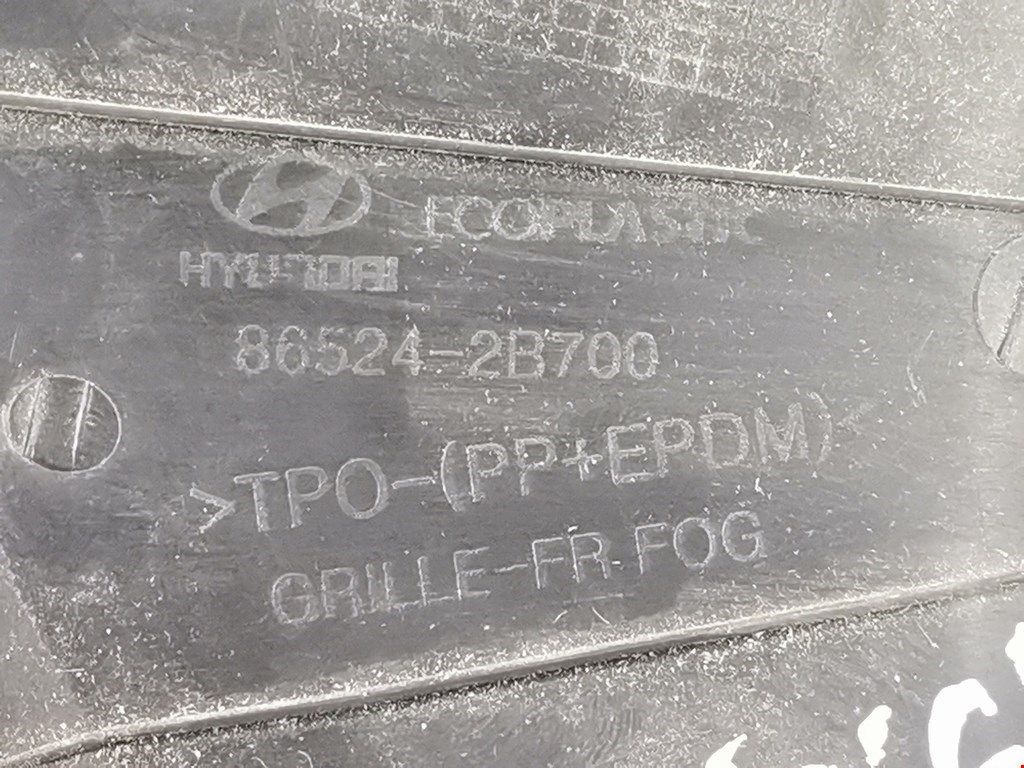 ECOPLASTIC
HYUNDAI
86524-2B700
>TPO-(PP+EPDM)<
GRILLE-FR.FOG